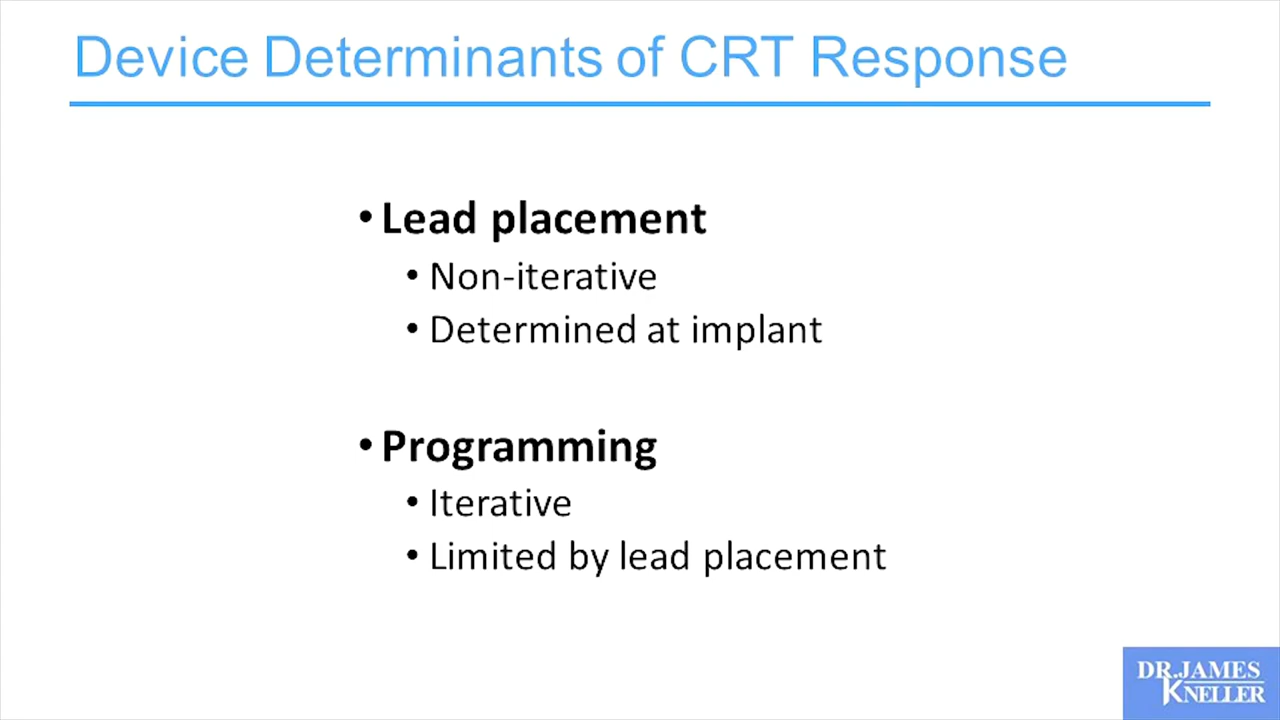 Device Determinants of CRT Response
• Lead placement
• Non-iterative
• Determined at implant
• Programming
• Iterative
• Limited by lead placement
DR.JAMES
KNELLER